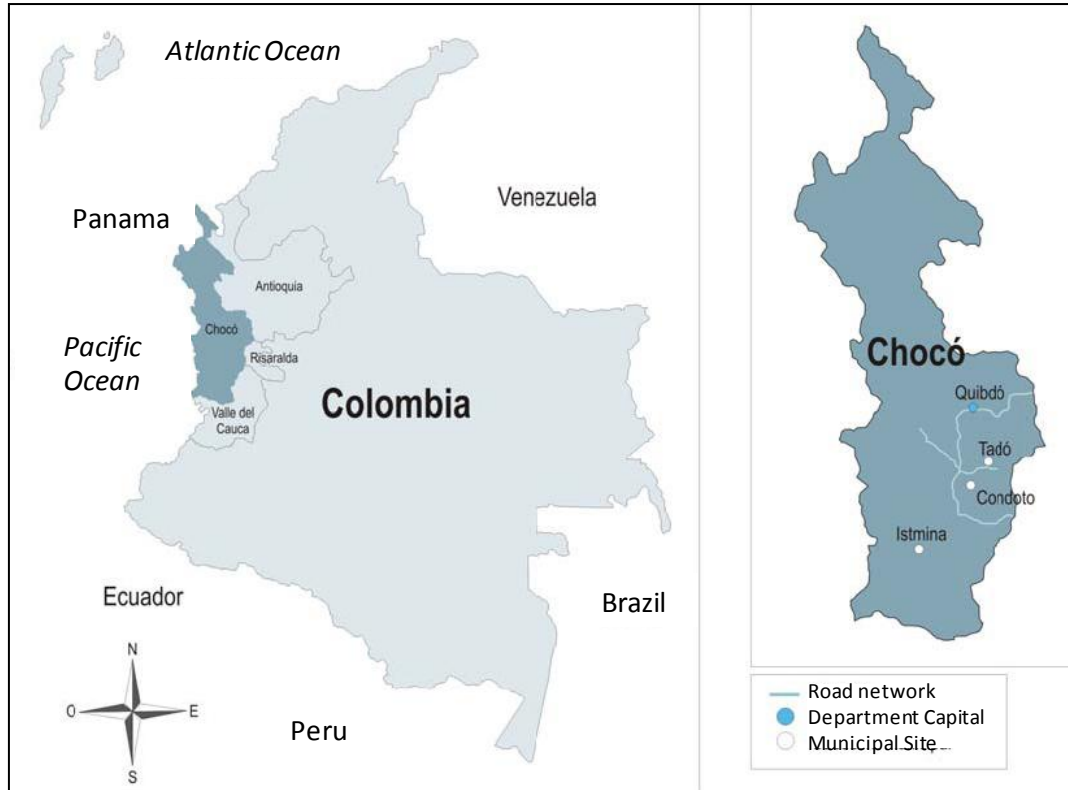 Atlantic Ocean
Venezuela
Panama
Antioquia
Chocó
Pacific
Ocean
Risaralda
Colombia
Valle del
Cauca
Ecuador
Brazil
N
O
E
S
Peru
Chocó
Quibdó
Tadó
Condoto
Istmina
Road network
Department Capital
Municipal Site